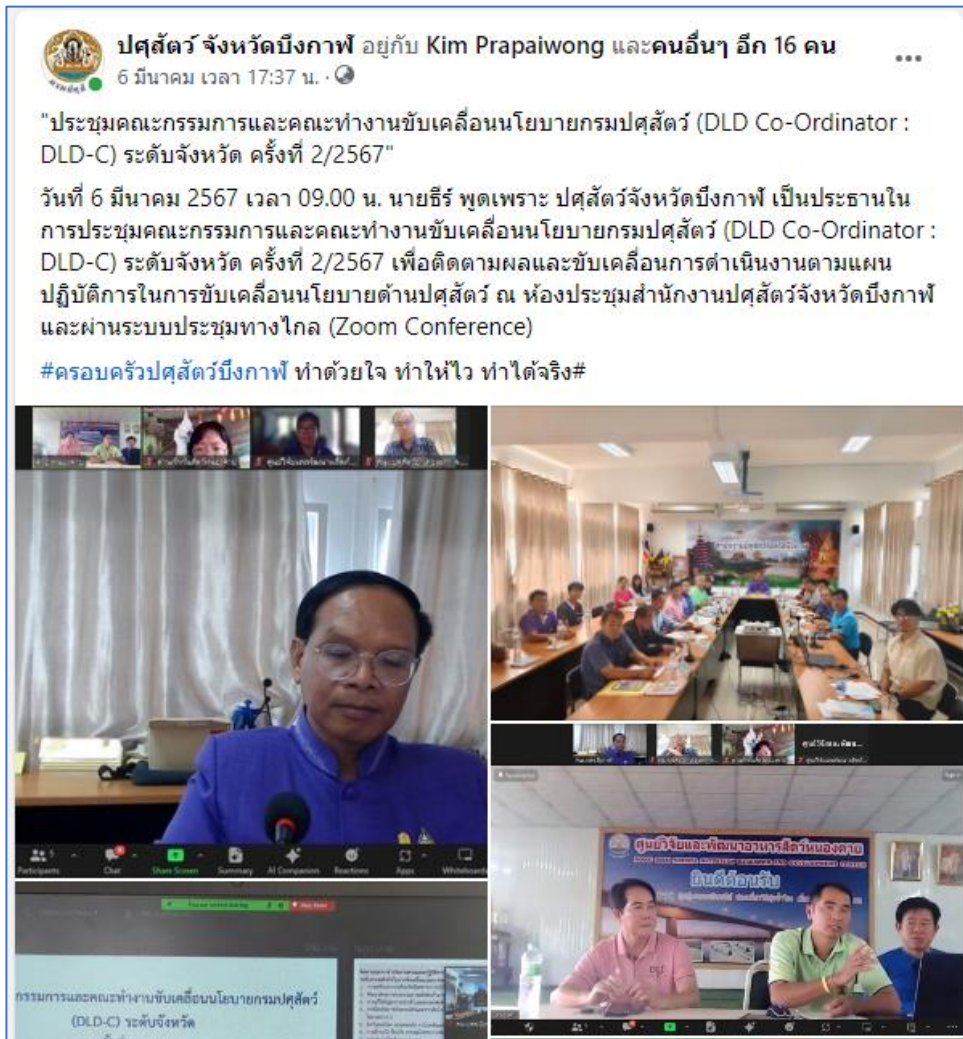 ปศุสัตว์ จังหวัดบึงกาฬ อยู่กับ Kim Prapaiwong และคนอื่นๆ อีก 16 คน
6 มีนาคม เวลา 17:37 น. ·
"ประชุมคณะกรรมการและคณะทำงานขับเคลื่อนนโยบายกรมปศุสัตว์ (DLD Co-Ordinator :
DLD-C) ระดับจังหวัด ครั้งที่ 2/2567"
วันที่ 6 มีนาคม 2567 เวลา 09.00 น. นายธีร์ พูดเพราะ ปศุสัตว์จังหวัดบึงกาฬ เป็นประธานใน
การประชุมคณะกรรมการและคณะทำงานขับเคลื่อนนโยบายกรมปศุสัตว์ (DLD Co-Ordinator :
DLD-C) ระดับจังหวัด ครั้งที่ 2/2567 เพื่อติดตามผลและขับเคลื่อนการดำเนินงานตามแผน
ปฏิบัติการในการขับเคลื่อนนโยบายด้านปศุสัตว์ ณ ห้องประชุมสำนักงานปศุสัตว์จังหวัดบึงกาฬ
และผ่านระบบประชุมทางไกล (Zoom Conference)
#ครอบครัวปศุสัตว์บึงกาฬ ทำด้วยใจ ทำให้ไว ทำได้จริง#
Participants
Chat
Share Screen
Summary
AI Companion
Reactions
Apps
Whiteboards
ศูนย์วิจัยและพัฒนาอาหารสัตว์หนองคาย
ยินดีต้อนรับ
กรรมการและคณะทำงานขับเคลื่อนนโยบายกรมปศุสัตว์
(DLD-C) ระดับจังหวัด